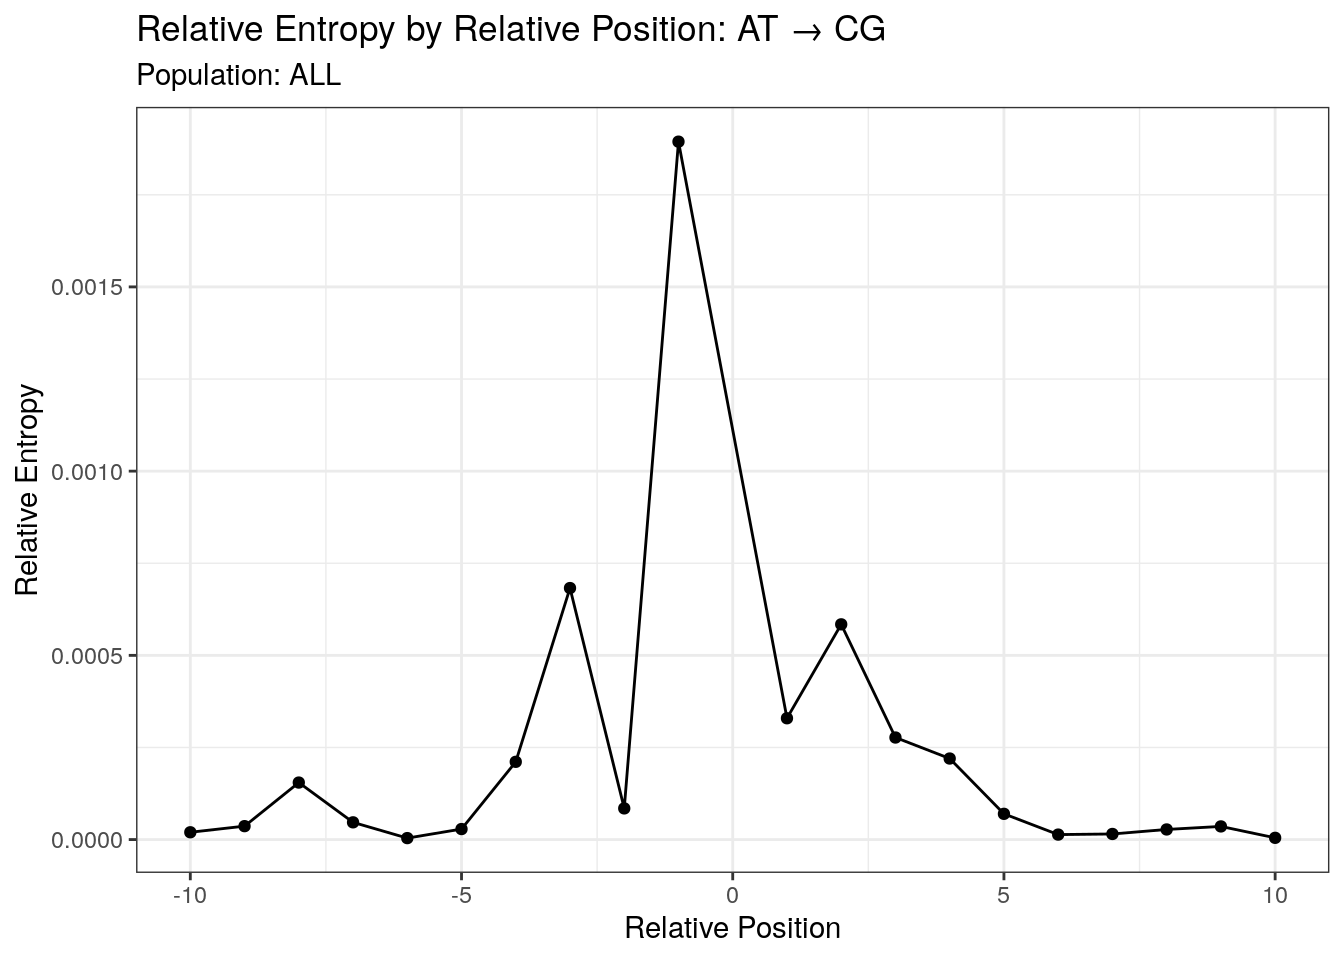 Relative Entropy by Relative Position: AT → CG
Population: ALL
Relative Entropy
0.0015
0.0010
0.0005
0.0000
-10
-5
0
5
10
Relative Position